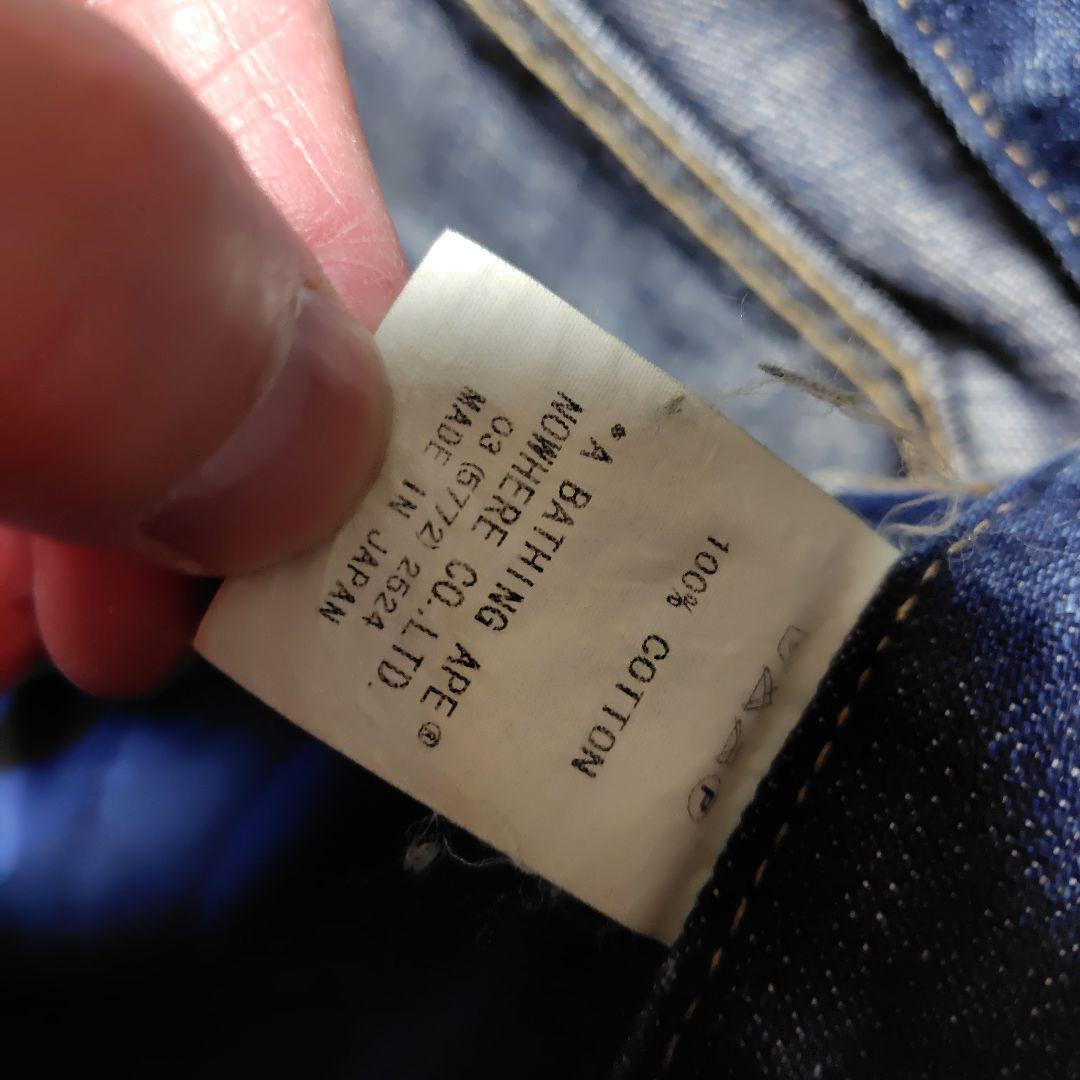 100% COTTON
"A BATHING APE®
NOWHERE CO.,LTD.
03 (5772) 2524
MADE IN JAPAN